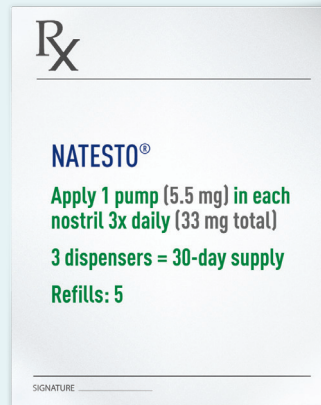 Rx
NATESTO®
Apply 1 pump (5.5 mg) in each
nostril 3x daily (33 mg total)
3 dispensers = 30-day supply
Refills: 5
SIGNATURE